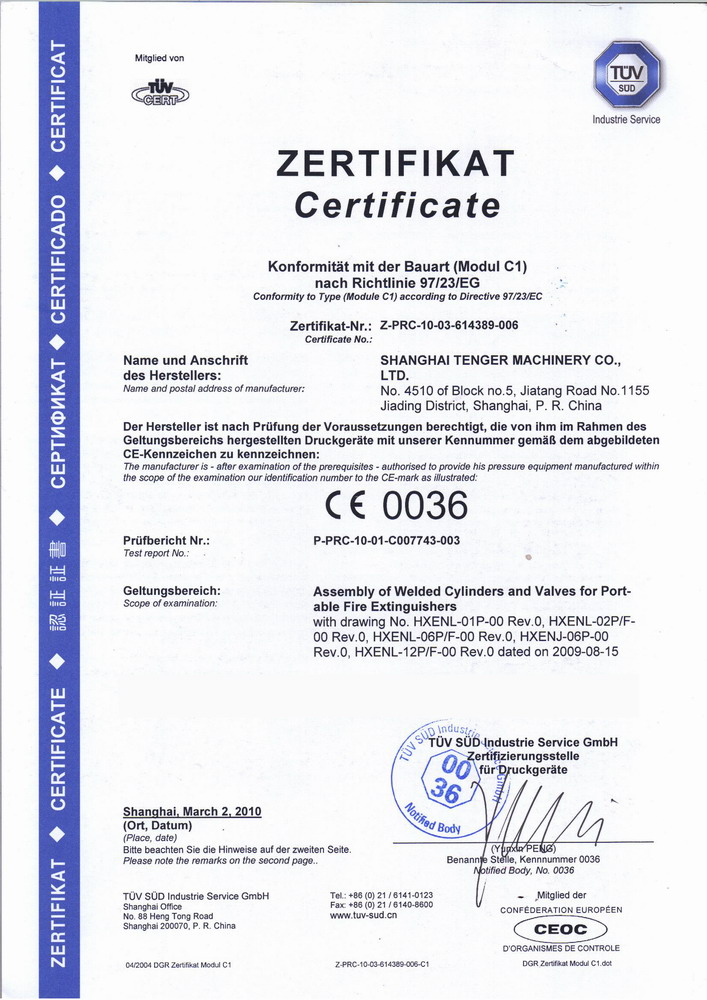 Mitglied von
TÜV
CERT
TÜV
SÜD
Industrie Service
ZERTIFIKAT
Certificate
Konformität mit der Bauart (Modul C1)
nach Richtlinie 97/23/EG
Conformity to Type (Module C1) according to Directive 97/23/EC
Zertifikat-Nr.: Z-PRC-10-03-614389-006
Certificate No.:
Name und Anschrift SHANGHAI TENGER MACHINERY CO.,
des Herstellers: LTD.
Name and postal address of manufacturer: No. 4510 of Block no.5, Jiatang Road No.1155
Jiading District, Shanghai, P. R. China
Der Hersteller ist nach Prüfung der Voraussetzungen berechtigt, die von ihm im Rahmen des
Geltungsbereichs hergestellten Druckgeräte mit unserer Kennummer gemäß dem abgebildeten
CE-Kennzeichen zu kennzeichnen:
The manufacturer is - after examination of the prerequisites - authorised to provide his pressure equipment manufactured within
the scope of the examination our identification number to the CE-mark as illustrated:
CE 0036
Prüfbericht Nr.: P-PRC-10-01-C007743-003
Test report No.:
Geltungsbereich: Assembly of Welded Cylinders and Valves for Port-
Scope of examination: able Fire Extinguishers
with drawing No. HXENL-01P-00 Rev.0, HXENL-02P/F-
00 Rev.0, HXENL-06P/F-00 Rev.0, HXENJ-06P-00
Rev.0, HXENL-12P/F-00 Rev.0 dated on 2009-08-15
TÜV SÜD Industrie Service GmbH
00
36
Notified Body
TÜV SÜD Industrie Service GmbH
Zertifizierungsstelle
für Druckgeräte
Shanghai, March 2, 2010
(Ort, Datum)
(Place, date)
Bitte beachten Sie die Hinweise auf der zweiten Seite.
Please note the remarks on the second page..
(Yunxin PENG)
Benannte Stelle, Kennnummer 0036
Notified Body, No. 0036
TÜV SÜD Industrie Service GmbH
Shanghai Office
No. 88 Heng Tong Road
Shanghai 200070, P. R. China
Tel.: +86 (0) 21 / 6141-0123
Fax: +86 (0) 21 / 6140-8600
www.tuv-sud.cn
Mitglied der
CONFÉDÉRATION EUROPÉEN
CEOC
D'ORGANISMES DE CONTROLE
04/2004 DGR Zertifikat Modul C1 Z-PRC-10-03-614389-006-C1 DGR Zertifikat Modul C1.dot
ZERTIFIKAT ◆ CERTIFICATE ◆ 認証証書 ◆ СЕРТИФИКАТ ◆ CERTIFICADO ◆ CERTIFICAT